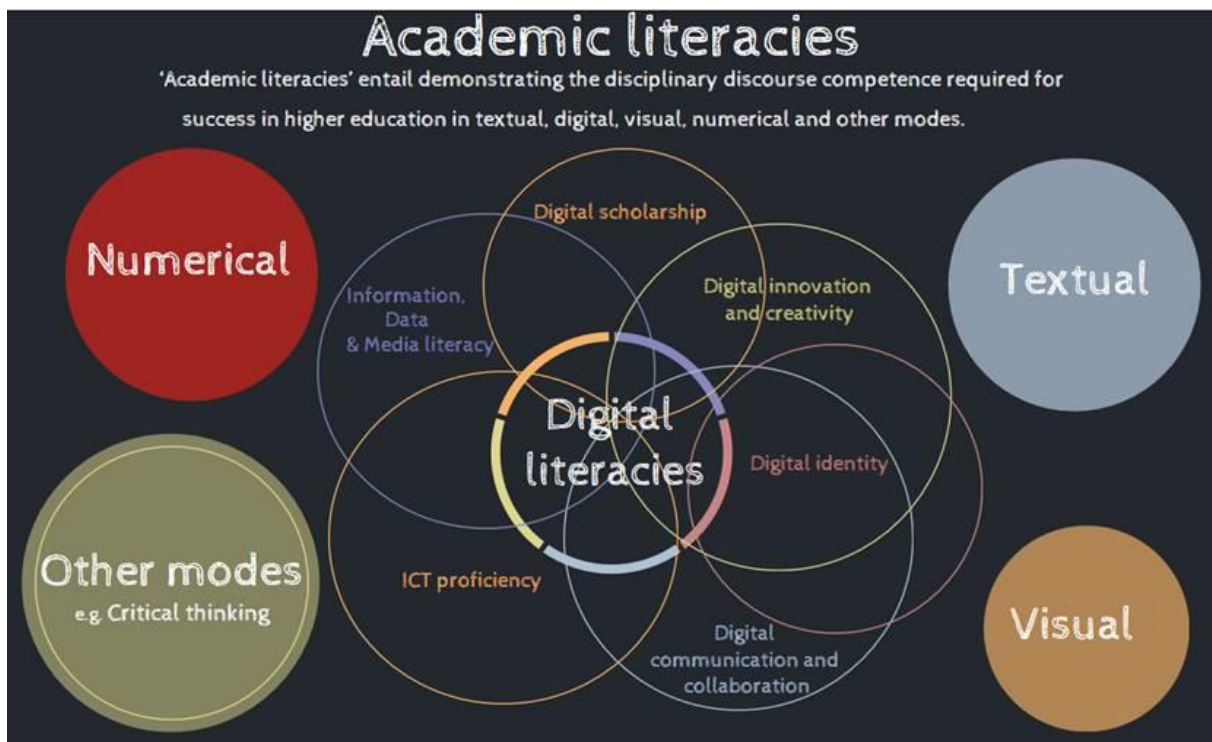 Academic literacies
‘Academic literacies’ entail demonstrating the disciplinary discourse competence required for
success in higher education in textual, digital, visual, numerical and other modes.
Numerical
Digital scholarship
Information,
Data
& Media literacy
Digital innovation
and creativity
Textual
Digital
literacies
Digital identity
Other modes
e.g. Critical thinking
ICT proficiency
Digital
communication and
collaboration
Visual